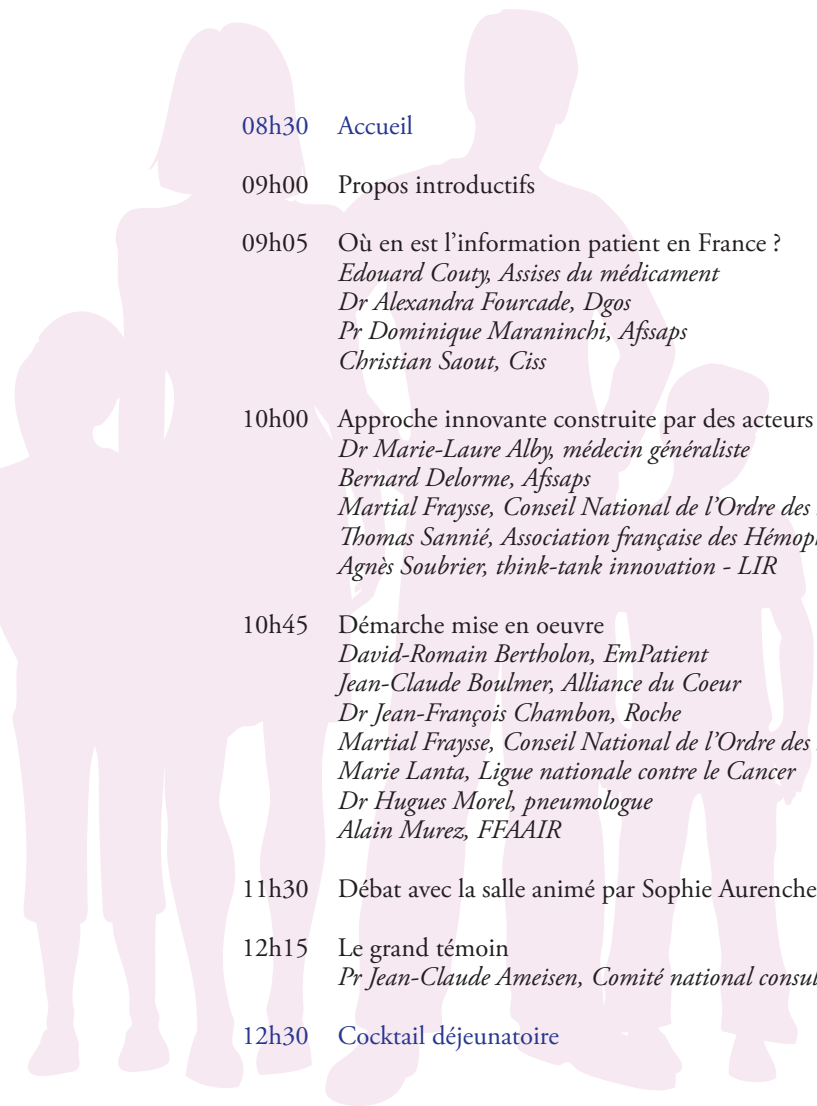 08h30 Accueil
09h00 Propos introductifs
09h05 Où en est l’information patient en France ?
Edouard Couty, Assises du médicament
Dr Alexandra Fourcade, Dgos
Pr Dominique Maraninchi, Afssaps
Christian Saout, Ciss
10h00 Approche innovante construite par des acteurs
Dr Marie-Laure Alby, médecin généraliste
Bernard Delorme, Afssaps
Martial Fraysse, Conseil National de l’Ordre des
Thomas Sannié, Association française des
Agnès Soubrier, think-tank innovation - LIR
10h45 Démarche mise en oeuvre
David-Romain Bertholon, EmPatient
Jean-Claude Boulmer, Alliance du Coeur
Dr Jean-François Chambon, Roche
Martial Fraysse, Conseil National de l’Ordre des
Marie Lanta, Ligue nationale contre le Cancer
Dr Hugues Morel, pneumologue
Alain Murez, FFAAIR
11h30 Débat avec la salle animé par Sophie Aurenche
12h15 Le grand témoin
Pr Jean-Claude Ameisen, Comité national
12h30 Cocktail déjeunatoire